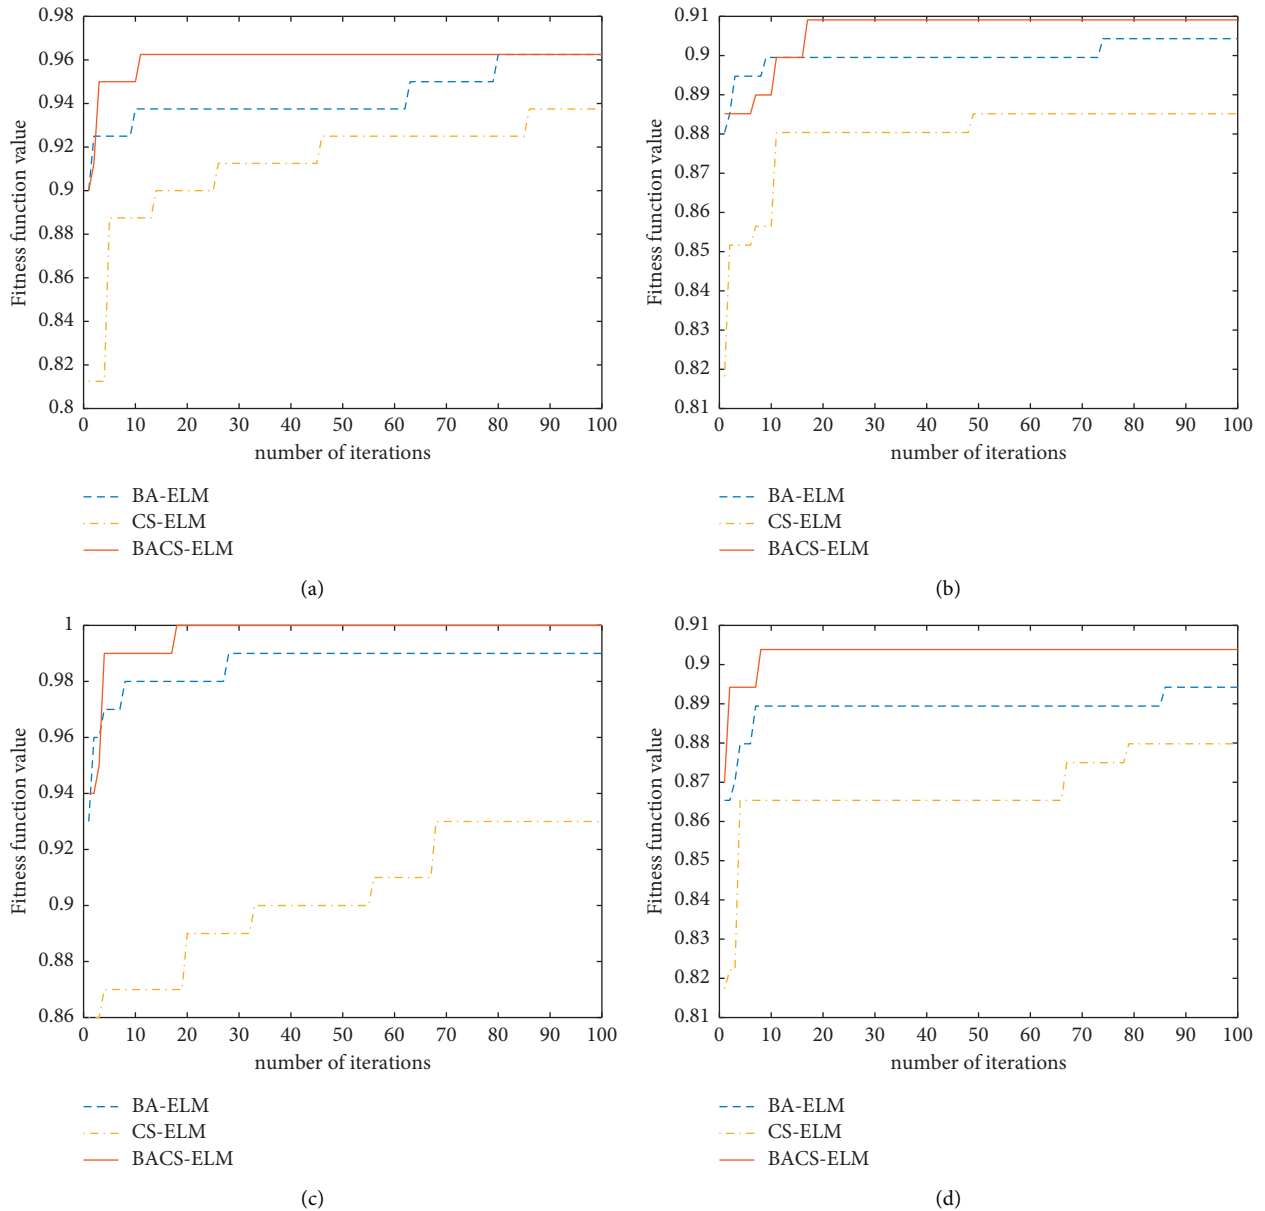 0.98
0.96
0.94
0.92
0.9
0.88
0.86
0.84
0.82
0.8
Fitness function value
0 10 20 30 40 50 60 70 80 90 100
number of iterations
BA-ELM
CS-ELM
BACS-ELM
(a)
0.91
0.9
0.89
0.88
0.87
0.86
0.85
0.84
0.83
0.82
0.81
Fitness function value
0 10 20 30 40 50 60 70 80 90 100
number of iterations
BA-ELM
CS-ELM
BACS-ELM
(b)
1
0.98
0.96
0.94
0.92
0.9
0.88
0.86
Fitness function value
0 10 20 30 40 50 60 70 80 90 100
number of iterations
BA-ELM
CS-ELM
BACS-ELM
(c)
0.91
0.9
0.89
0.88
0.87
0.86
0.85
0.84
0.83
0.82
0.81
Fitness function value
0 10 20 30 40 50 60 70 80 90 100
number of iterations
BA-ELM
CS-ELM
BACS-ELM
(d)